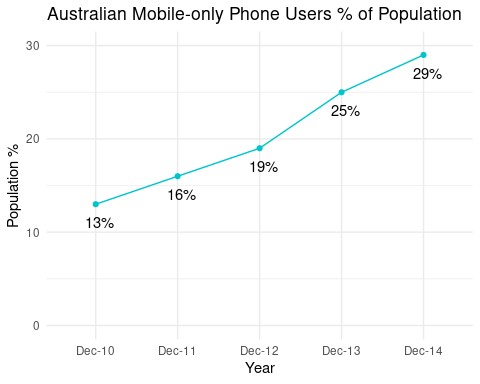 Australian Mobile-only Phone Users % of Population
Population %
30
20
10
0
13%
16%
19%
25%
29%
Dec-10 Dec-11 Dec-12 Dec-13 Dec-14
Year